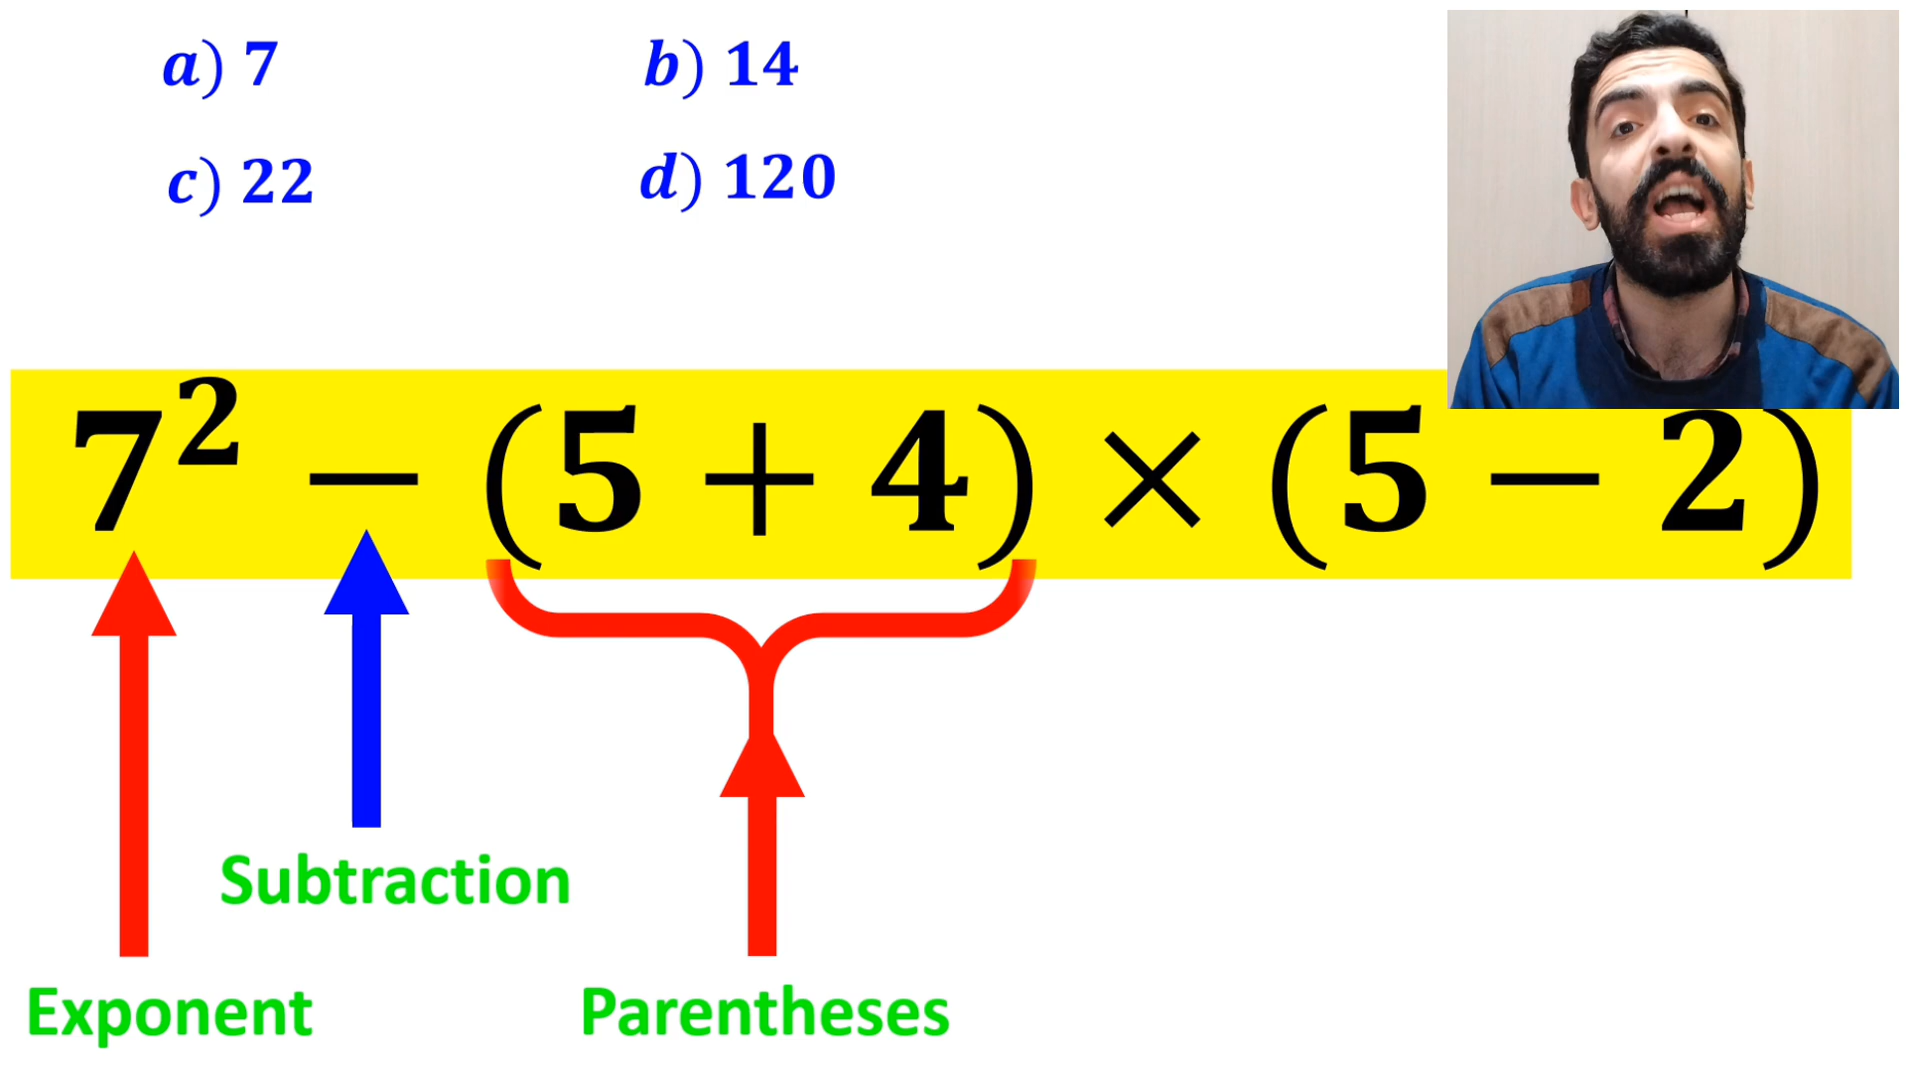 a) 7
b) 14
c) 22
d) 120
7² − (5 + 4) × (5 − 2)
Subtraction
Exponent
Parentheses